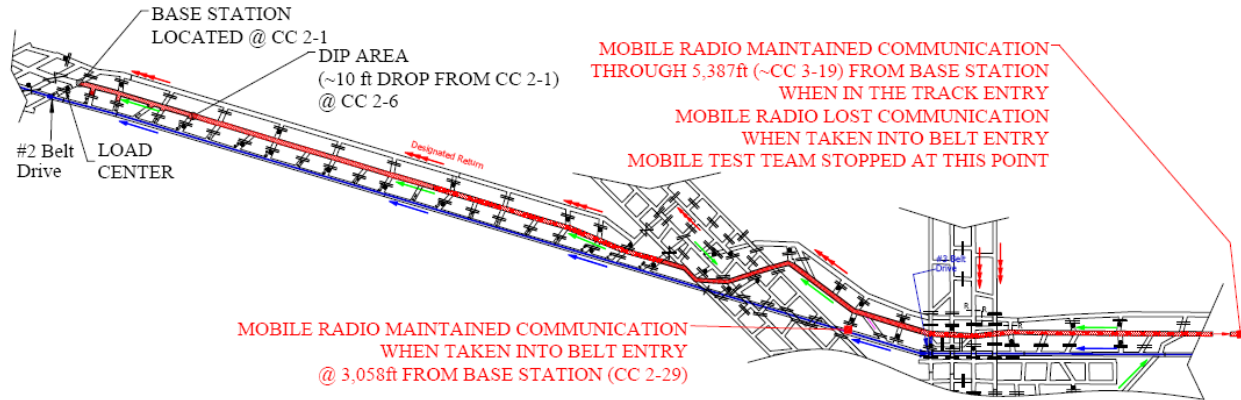 BASE STATION
LOCATED @ CC 2-1
DIP AREA
(~10 ft DROP FROM CC 2-1)
@ CC 2-6
MOBILE RADIO MAINTAINED COMMUNICATION
THROUGH 5,387ft (~CC 3-19) FROM BASE STATION
WHEN IN THE TRACK ENTRY
MOBILE RADIO LOST COMMUNICATION
WHEN TAKEN INTO BELT ENTRY
MOBILE TEST TEAM STOPPED AT THIS POINT
#2 Belt
Drive
LOAD
CENTER
Designated Return
#3 Belt
Drive
MOBILE RADIO MAINTAINED COMMUNICATION
WHEN TAKEN INTO BELT ENTRY
@ 3,058ft FROM BASE STATION (CC 2-29)